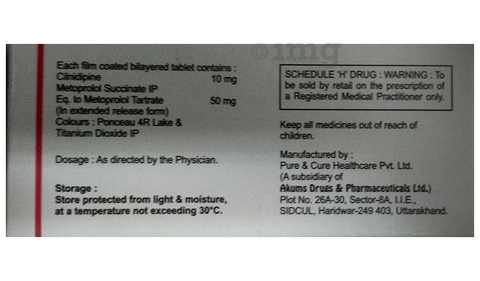 Each film coated bilayered tablet contains :
Cilnidipine 10 mg
Metoprolol Succinate IP
Eq. to Metoprolol Tartrate 50 mg
(In extended release form)
Colours : Ponceau 4R Lake &
Titanium Dioxide IP
Dosage : As directed by the Physician.
Storage :
Store protected from light & moisture,
at a temperature not exceeding 30°C.
SCHEDULE 'H' DRUG : WARNING : To
be sold by retail on the prescription of
a Registered Medical Practitioner only.
Keep all medicines out of reach of
children.
Manufactured by :
Pure & Cure Healthcare Pvt. Ltd.
(A subsidiary of
Akums Drugs & Pharmaceuticals Ltd.)
Plot No. 26A-30, Sector-8A, I.I.E.,
SIDCUL, Haridwar-249 403, Uttarakhand.